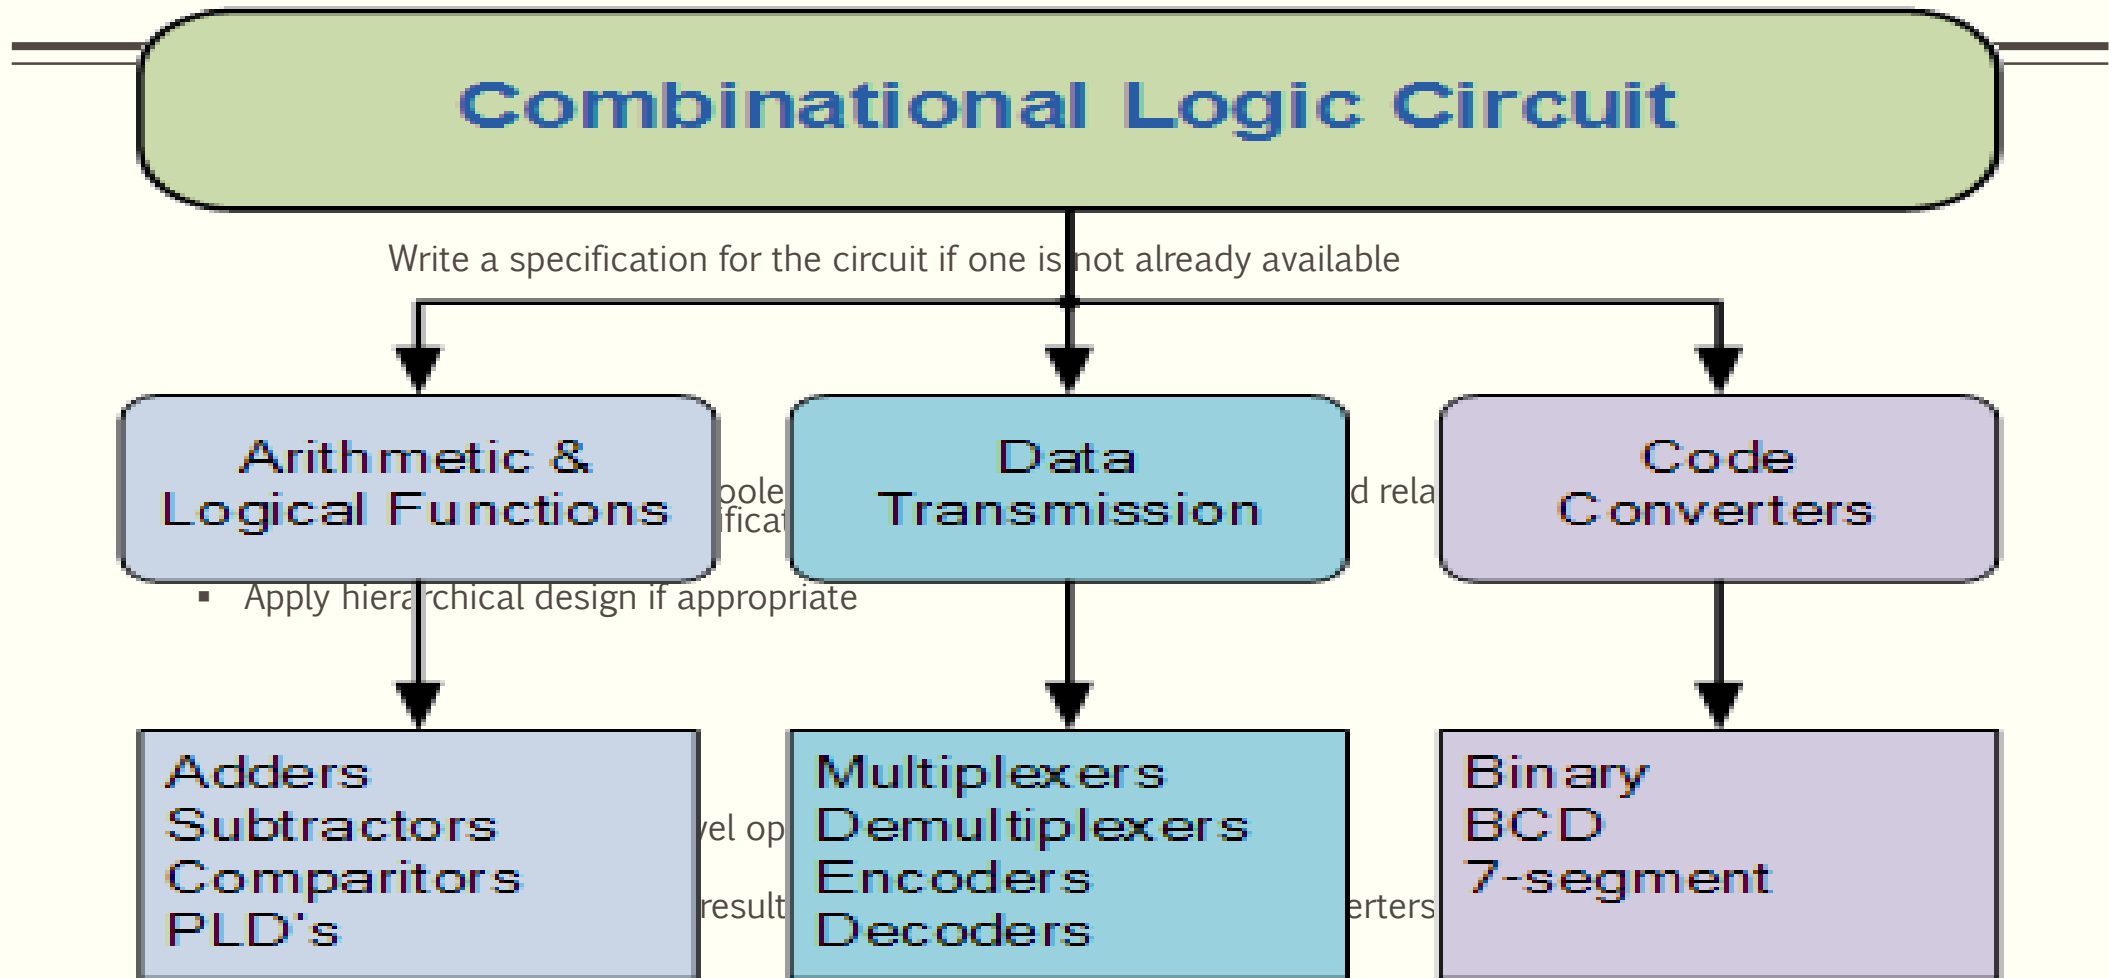 Combinational Logic Circuit
Write a specification for the circuit if one is not already available
Arithmetic &
Logical Functions
Data
Transmission
Code
Converters
▪ Apply hierarchical design if appropriate
Adders
Subtractors
Comparitors
PLD's
Multiplexers
Demultiplexers
Encoders
Decoders
Binary
BCD
7-segment